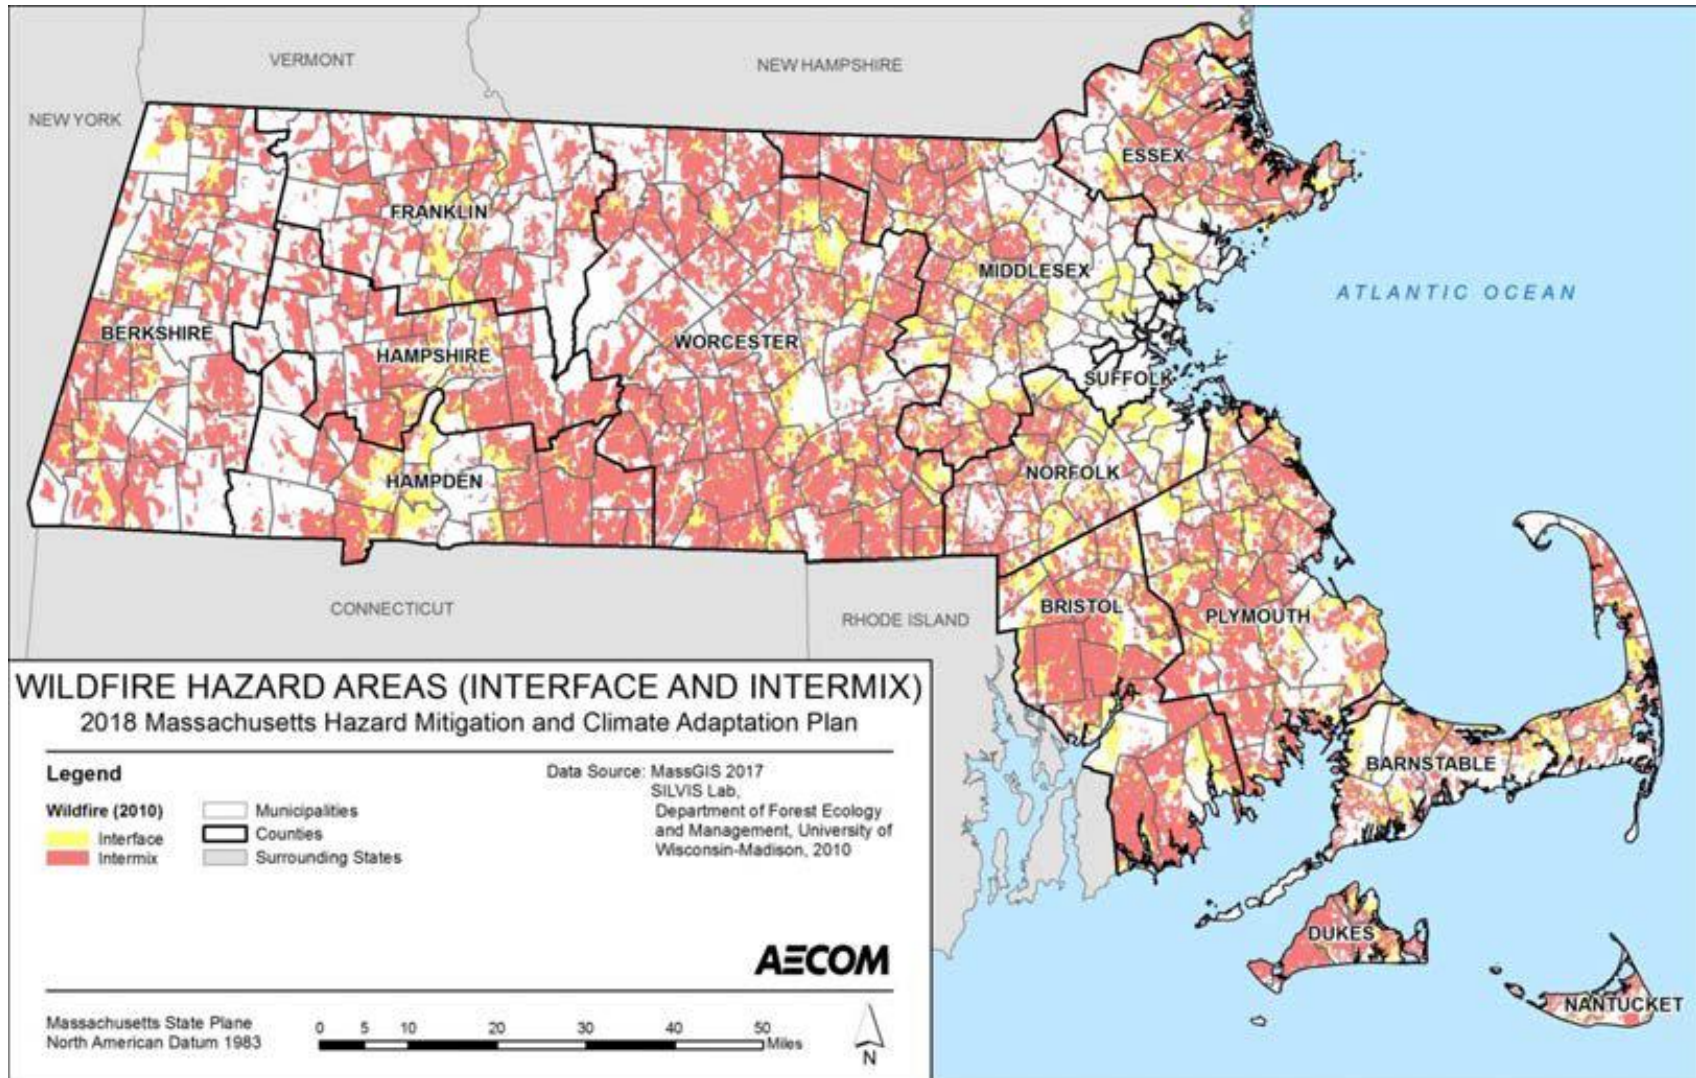 VERMONT
NEW HAMPSHIRE
NEW YORK
ESSEX
FRANKLIN
MIDDLESEX
ATLANTIC OCEAN
BERKSHIRE
HAMPSHIRE
WORCESTER
SUFFOLK
HAMPDEN
NORFOLK
CONNECTICUT
RHODE ISLAND
BRISTOL
PLYMOUTH
BARNSTABLE
DUKES
NANTUCKET
WILDFIRE HAZARD AREAS (INTERFACE AND INTERMIX)
2018 Massachusetts Hazard Mitigation and Climate Adaptation Plan
Legend
Wildfire (2010)
Interface
Intermix
Municipalities
Counties
Surrounding States
Data Source: MassGIS 2017
SILVIS Lab,
Department of Forest Ecology
and Management, University of
Wisconsin-Madison, 2010
AECOM
Massachusetts State Plane
North American Datum 1983
0 5 10 20 30 40 50
Miles
N